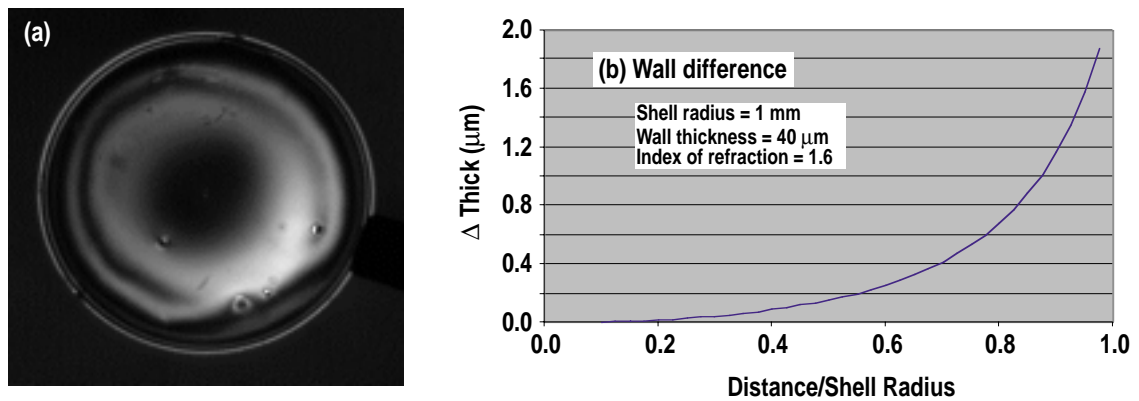 (a)
(b) Wall difference
Shell radius = 1 mm
Wall thickness = 40 μm
Index of refraction = 1.6
Δ Thick (μm)
2.0
1.6
1.2
0.8
0.4
0.0
0.0 0.2 0.4 0.6 0.8 1.0
Distance/Shell Radius